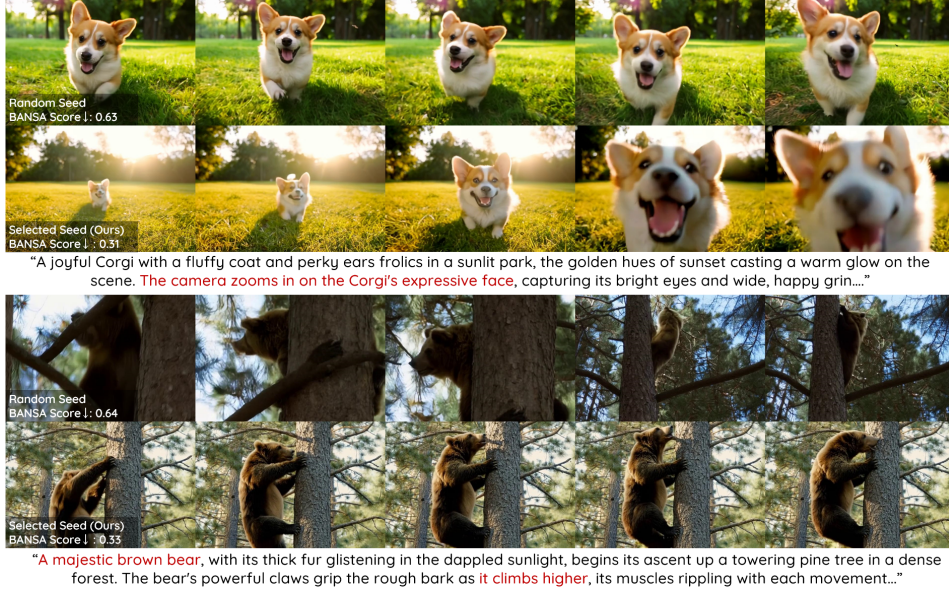 Random Seed
BANSA Score↓: 0.63
Selected Seed (Ours)
BANSA Score↓: 0.31
“A joyful Corgi with a fluffy coat and perky ears frolics in a sunlit park, the golden hues of sunset casting a warm glow on the
scene. The camera zooms in on the Corgi's expressive face, capturing its bright eyes and wide, happy grin....”
Random Seed
BANSA Score↓: 0.64
Selected Seed (Ours)
BANSA Score↓: 0.33
“A majestic brown bear, with its thick fur glistening in the dappled sunlight, begins its ascent up a towering pine tree in a dense
forest. The bear's powerful claws grip the rough bark as it climbs higher, its muscles rippling with each movement...”